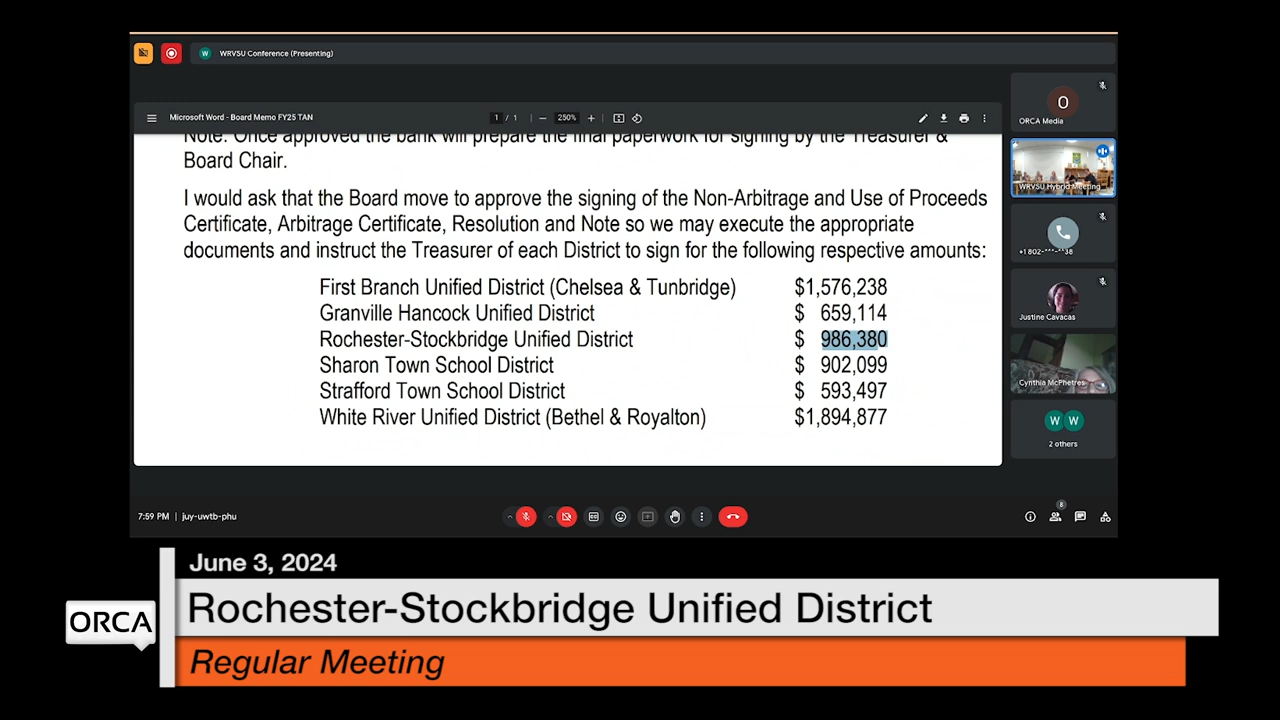 W WRVSU Conference (Presenting)
Microsoft Word - Board Memo FY25 TAN
1 / 1
250%
Note: Once approved the bank will prepare the final paperwork for signing by the Treasurer &
Board Chair.
I would ask that the Board move to approve the signing of the Non-Arbitrage and Use of Proceeds
Certificate, Arbitrage Certificate, Resolution and Note so we may execute the appropriate
documents and instruct the Treasurer of each District to sign for the following respective amounts:
First Branch Unified District (Chelsea & Tunbridge) $1,576,238
Granville Hancock Unified District $ 659,114
Rochester-Stockbridge Unified District $ 986,380
Sharon Town School District $ 902,099
Strafford Town School District $ 593,497
White River Unified District (Bethel & Royalton) $1,894,877
O
ORCA Media
WRVSU Hybrid Meeting
+1 802-***-**38
Justine Cavacas
Cynthia McPhetres
W W
2 others
7:59 PM | juy-uwtb-phu
8
June 3, 2024
ORCA
Rochester-Stockbridge Unified District
Regular Meeting